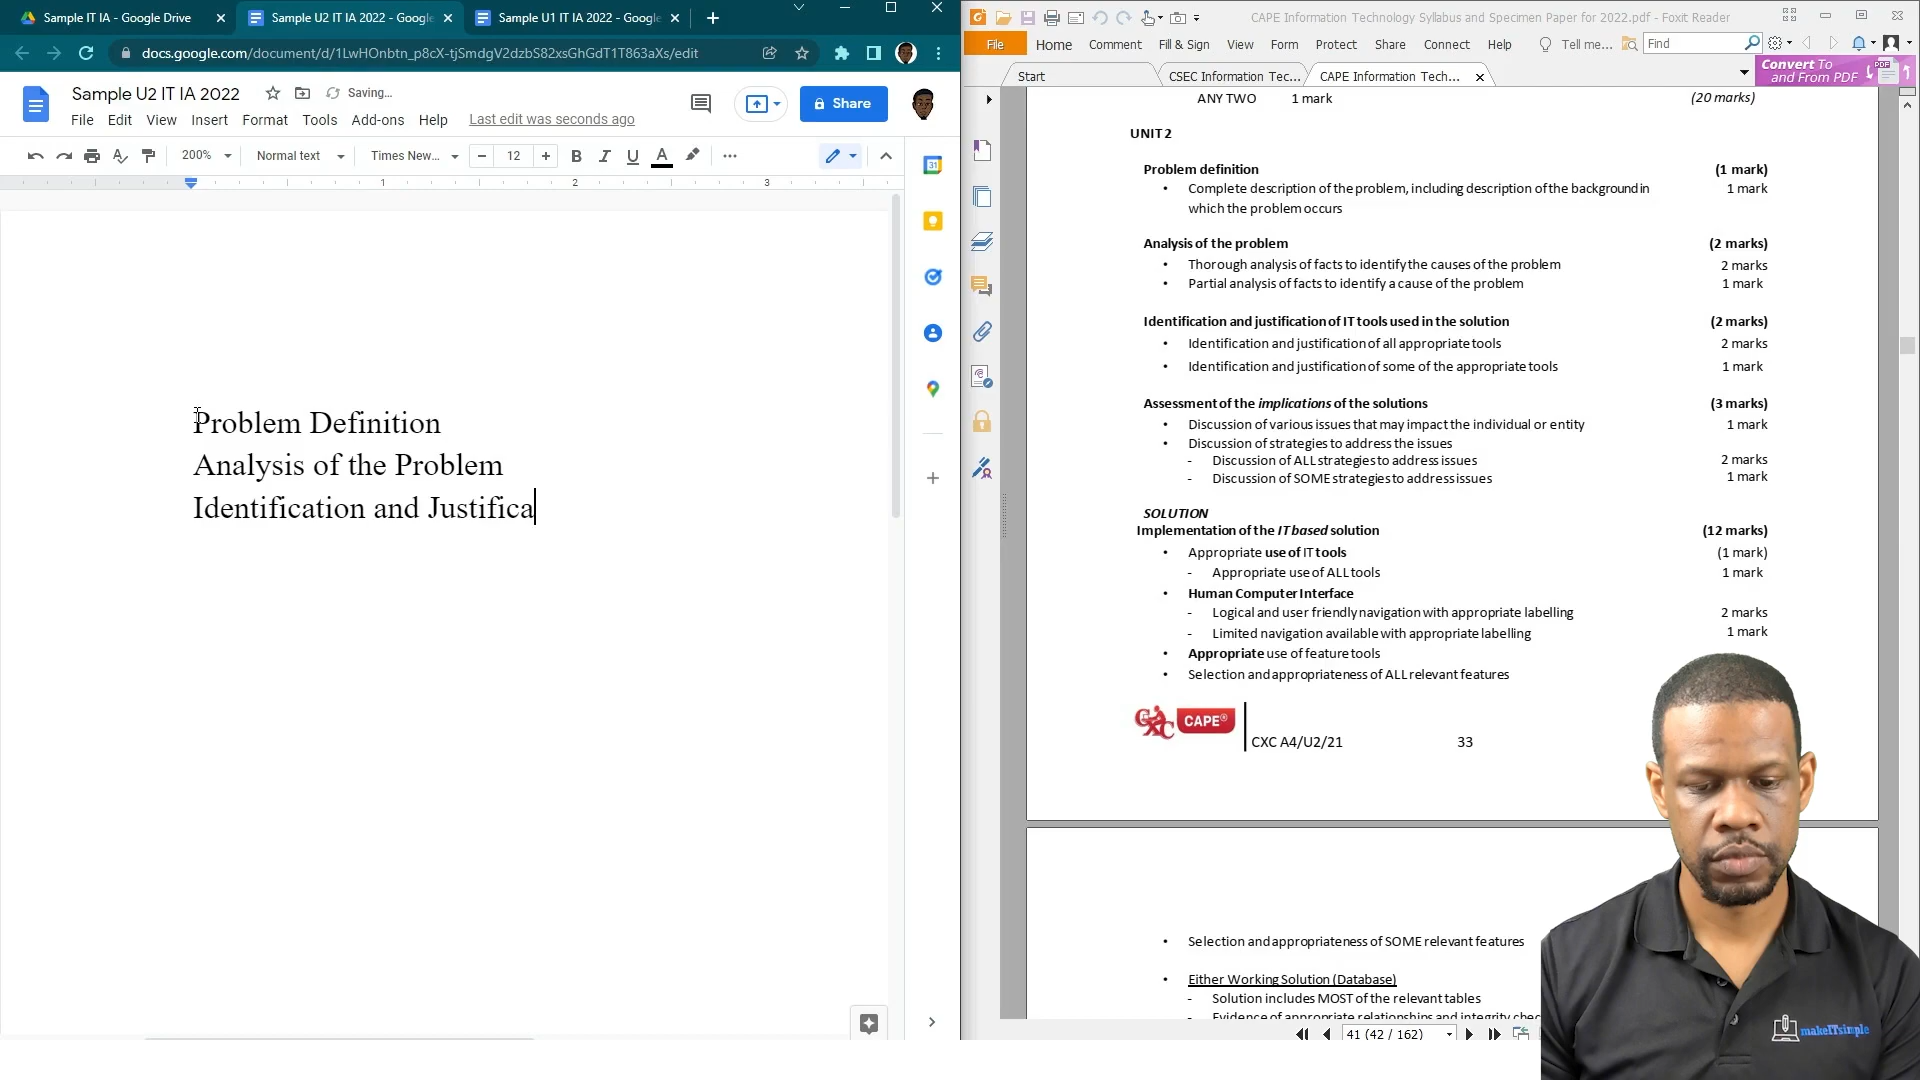 Sample IT IA - Google Drive
Sample U2 IT IA 2022 - Google
Sample U1 IT IA 2022 - Google
docs.google.com/document/d/1LwHOnbtn_p8cX-tjSmdgV2dzbS82xsGhGdT1T863aXs/edit
Sample U2 IT IA 2022
Saving...
File Edit View Insert Format Tools Add-ons Help Last edit was seconds ago
Share
200% Normal text Times New... 12 B I U A
1 2 3
31
Problem Definition
Analysis of the Problem
Identification and Justifica
CAPE Information Technology Syllabus and Specimen Paper for 2022.pdf - Foxit Reader
File Home Comment Fill & Sign View Form Protect Share Connect Help Tell me... Find
Start CSEC Information Tec... CAPE Information Tech...
Convert To
and From PDF
PDF
ANY TWO 1 mark (20 marks)
UNIT 2
Problem definition (1 mark)
• Complete description of the problem, including description of the background in 1 mark
which the problem occurs
Analysis of the problem (2 marks)
• Thorough analysis of facts to identify the causes of the problem 2 marks
• Partial analysis of facts to identify a cause of the problem 1 mark
Identification and justification of IT tools used in the solution (2 marks)
• Identification and justification of all appropriate tools 2 marks
• Identification and justification of some of the appropriate tools 1 mark
Assessment of the implications of the solutions (3 marks)
• Discussion of various issues that may impact the individual or entity 1 mark
• Discussion of strategies to address the issues
- Discussion of ALL strategies to address issues 2 marks
- Discussion of SOME strategies to address issues 1 mark
SOLUTION
Implementation of the IT based solution (12 marks)
• Appropriate use of IT tools (1 mark)
- Appropriate use of ALL tools 1 mark
• Human Computer Interface
- Logical and user friendly navigation with appropriate labelling 2 marks
- Limited navigation available with appropriate labelling 1 mark
• Appropriate use of feature tools
• Selection and appropriateness of ALL relevant features
CXC CAPE®
CXC A4/U2/21 33
• Selection and appropriateness of SOME relevant features
• Either Working Solution (Database)
- Solution includes MOST of the relevant tables
- Evidence of appropriate relationships and integrity chec
41 (42 / 162)
makeITsimple